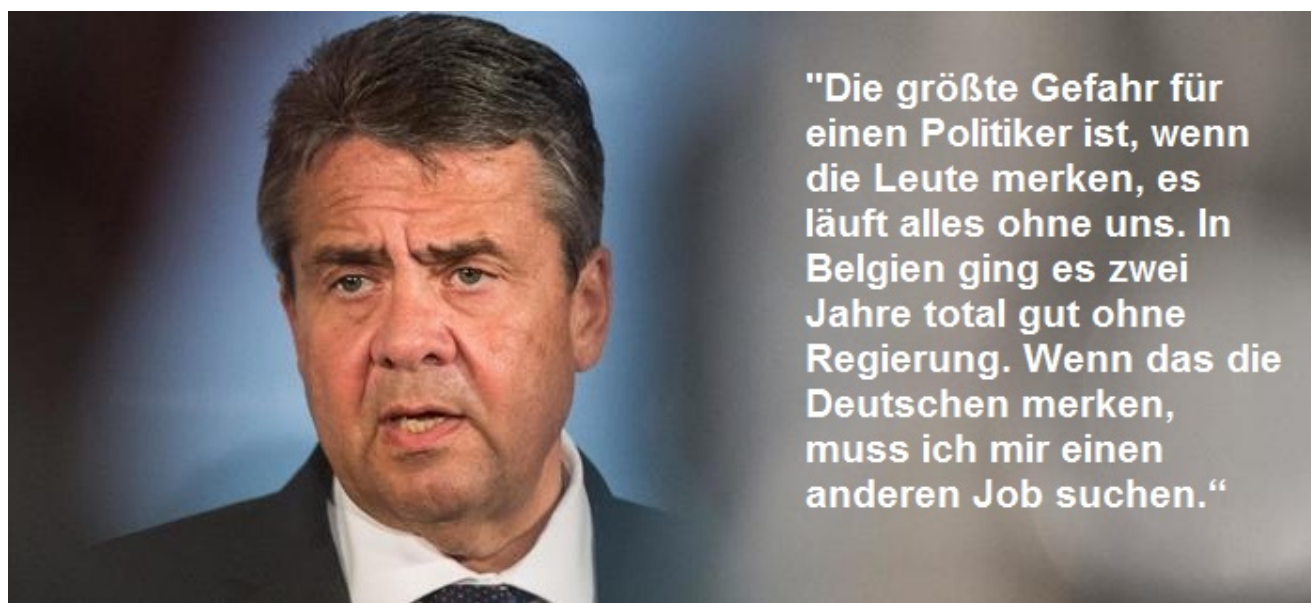 "Die größte Gefahr für
einen Politiker ist, wenn
die Leute merken, es
läuft alles ohne uns. In
Belgien ging es zwei
Jahre total gut ohne
Regierung. Wenn das die
Deutschen merken,
muss ich mir einen
anderen Job suchen.“